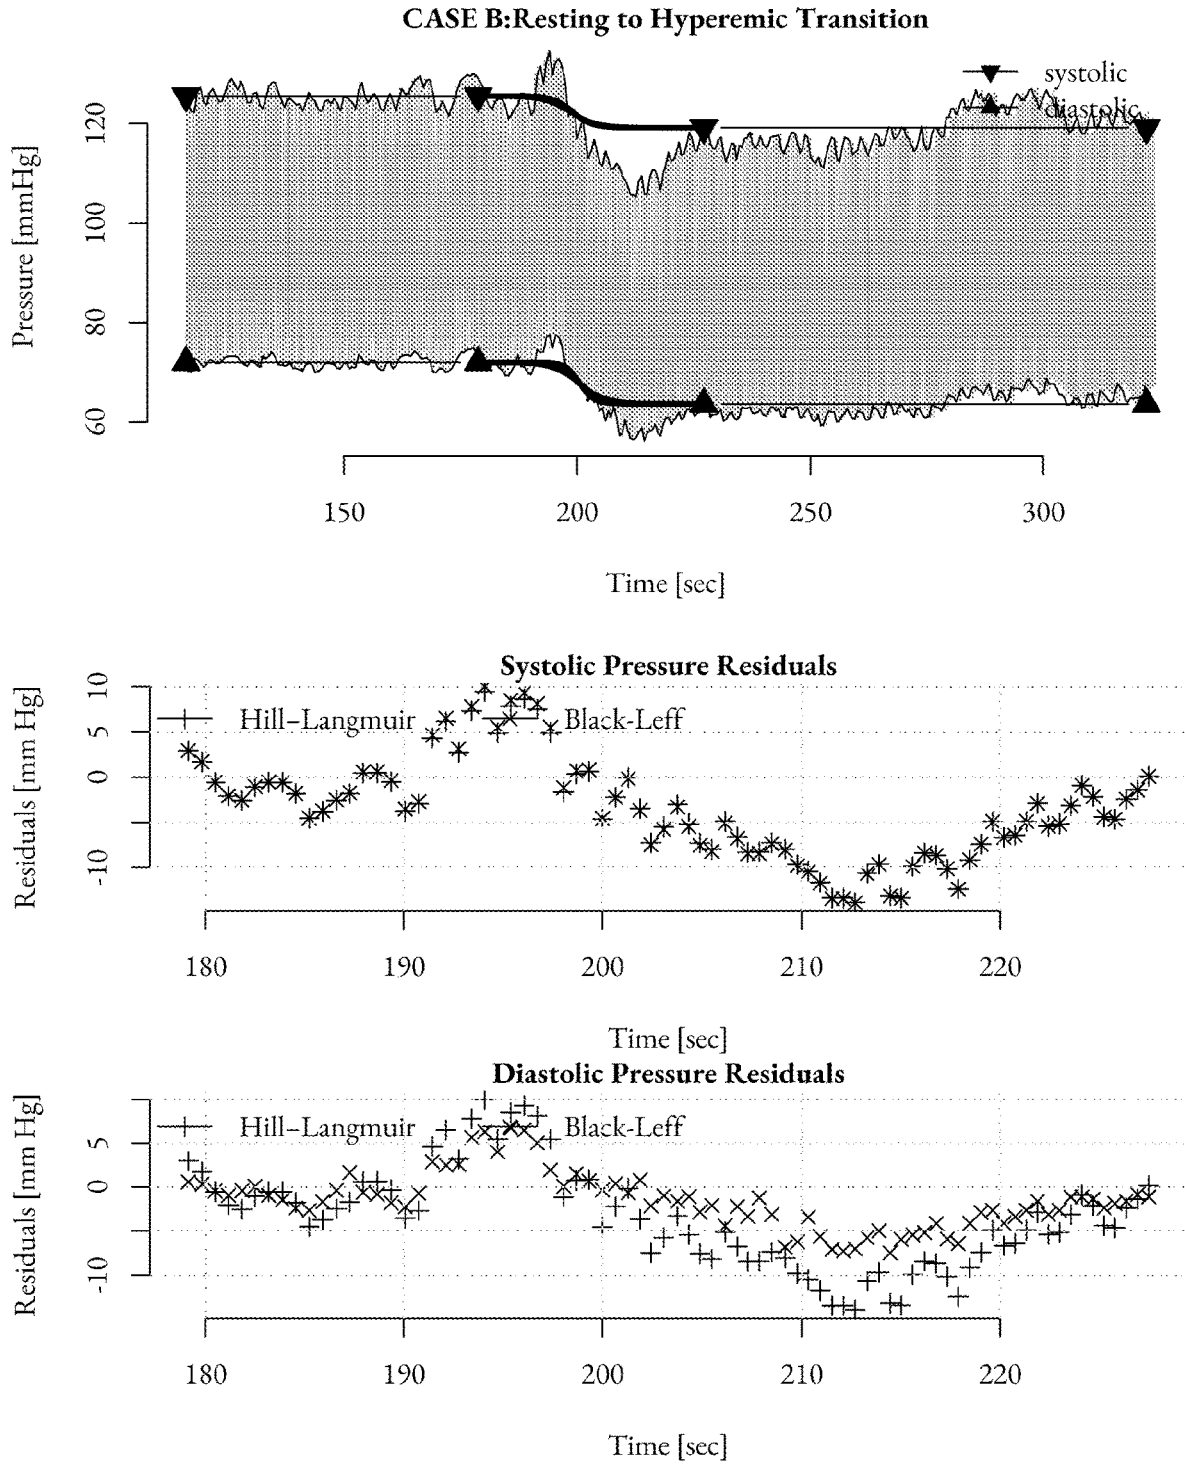 CASE B:Resting to Hyperemic Transition
systolic
diastolic
Pressure [mmHg]
120
100
80
60
150 200 250 300
Time [sec]
Systolic Pressure Residuals
Residuals [mm Hg]
10
5
0
-10
Hill–Langmuir Black-Leff
180 190 200 210 220
Time [sec]
Diastolic Pressure Residuals
Residuals [mm Hg]
5
0
-10
Hill–Langmuir Black-Leff
180 190 200 210 220
Time [sec]